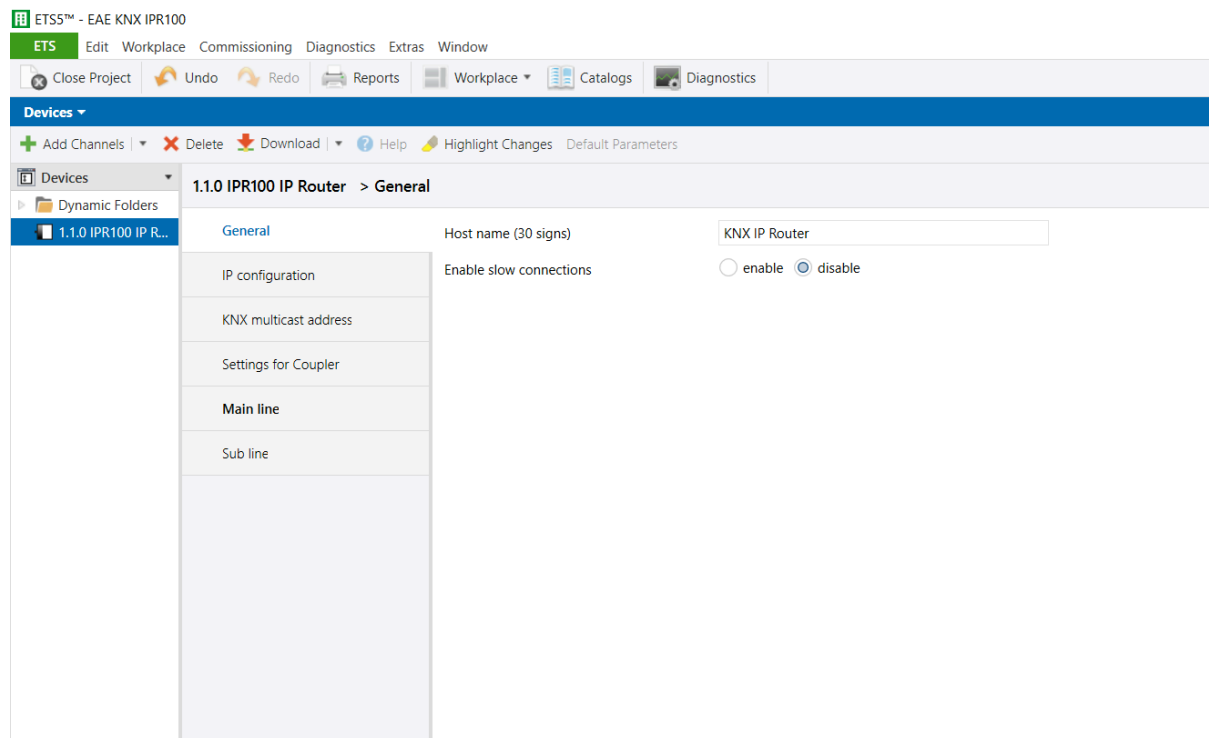 ETS5™ - EAE KNX IPR100
ETS Edit Workplace Commissioning Diagnostics Extras Window
Close Project Undo Redo Reports Workplace Catalogs Diagnostics
Devices
Add Channels Delete Download Help Highlight Changes Default Parameters
Devices
Dynamic Folders
1.1.0 IPR100 IP R...
1.1.0 IPR100 IP Router > General
General
IP configuration
KNX multicast address
Settings for Coupler
Main line
Sub line
Host name (30 signs) KNX IP Router
Enable slow connections enable disable